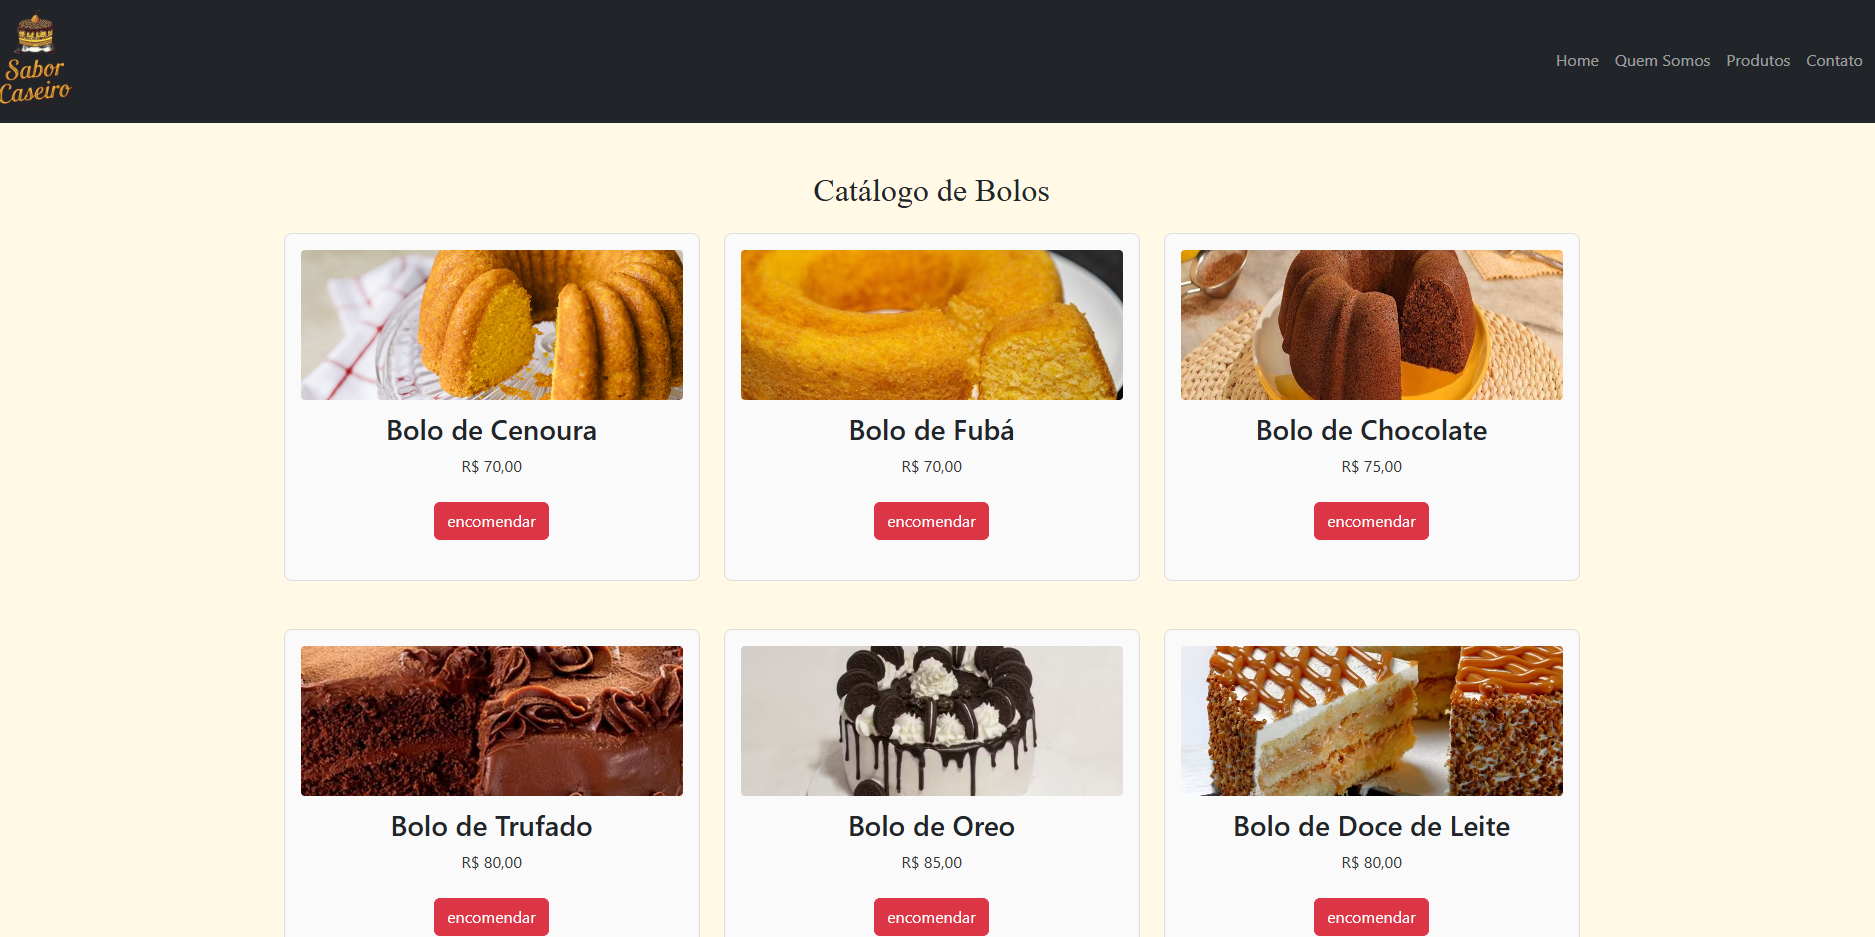 Sabor
Caseiro
Home Quem Somos Produtos Contato
Catálogo de Bolos
Bolo de Cenoura
R$ 70,00
encomendar
Bolo de Fubá
R$ 70,00
encomendar
Bolo de Chocolate
R$ 75,00
encomendar
Bolo de Trufado
R$ 80,00
encomendar
Bolo de Oreo
R$ 85,00
encomendar
Bolo de Doce de Leite
R$ 80,00
encomendar